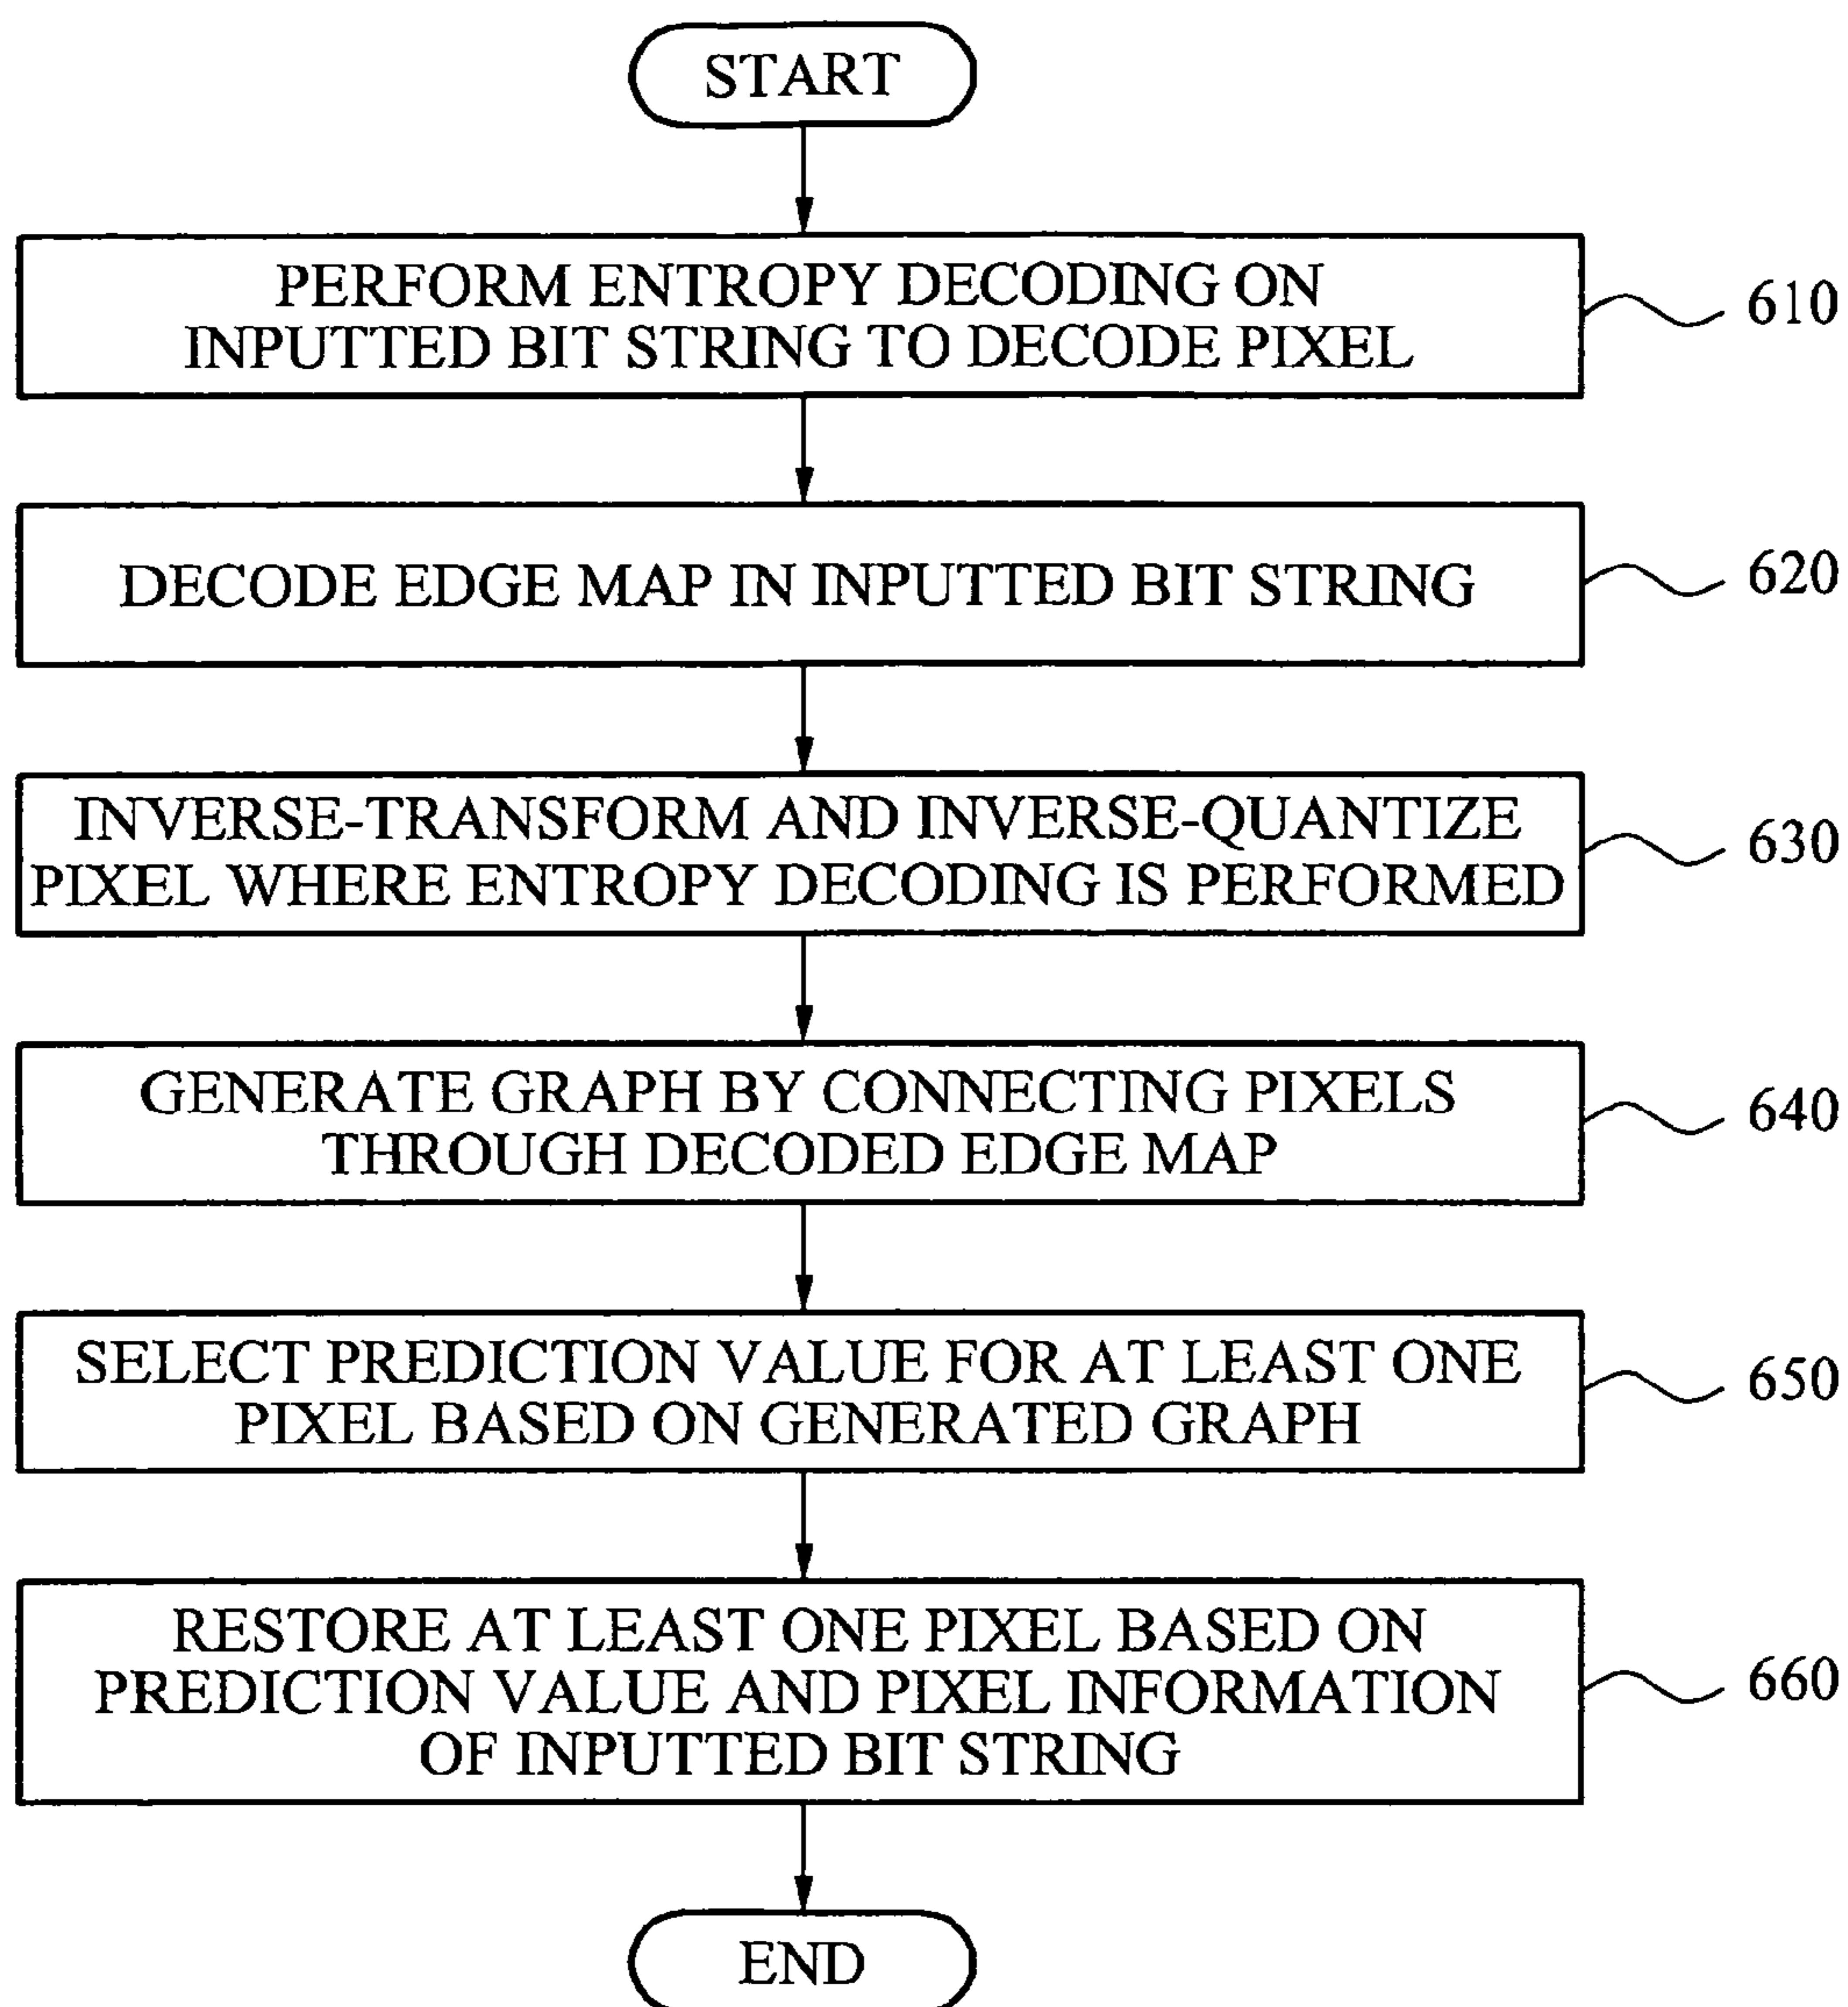 START
PERFORM ENTROPY DECODING ON
INPUTTED BIT STRING TO DECODE PIXEL
610
DECODE EDGE MAP IN INPUTTED BIT STRING
620
INVERSE-TRANSFORM AND INVERSE-QUANTIZE
PIXEL WHERE ENTROPY DECODING IS PERFORMED
630
GENERATE GRAPH BY CONNECTING PIXELS
THROUGH DECODED EDGE MAP
640
SELECT PREDICTION VALUE FOR AT LEAST ONE
PIXEL BASED ON GENERATED GRAPH
650
RESTORE AT LEAST ONE PIXEL BASED ON
PREDICTION VALUE AND PIXEL INFORMATION
OF INPUTTED BIT STRING
660
END